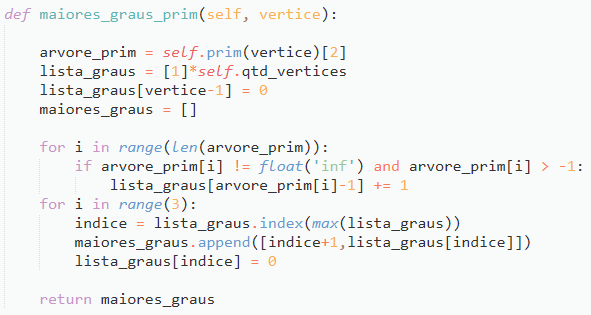 def maiores_graus_prim(self, vertice):
arvore_prim = self.prim(vertice)[2]
lista_graus = [1]*self.qtd_vertices
lista_graus[vertice-1] = 0
maiores_graus = []
for i in range(len(arvore_prim)):
if arvore_prim[i] != float('inf') and arvore_prim[i] > -1:
lista_graus[arvore_prim[i]-1] += 1
for i in range(3):
indice = lista_graus.index(max(lista_graus))
maiores_graus.append([indice+1,lista_graus[indice]])
lista_graus[indice] = 0
return maiores_graus